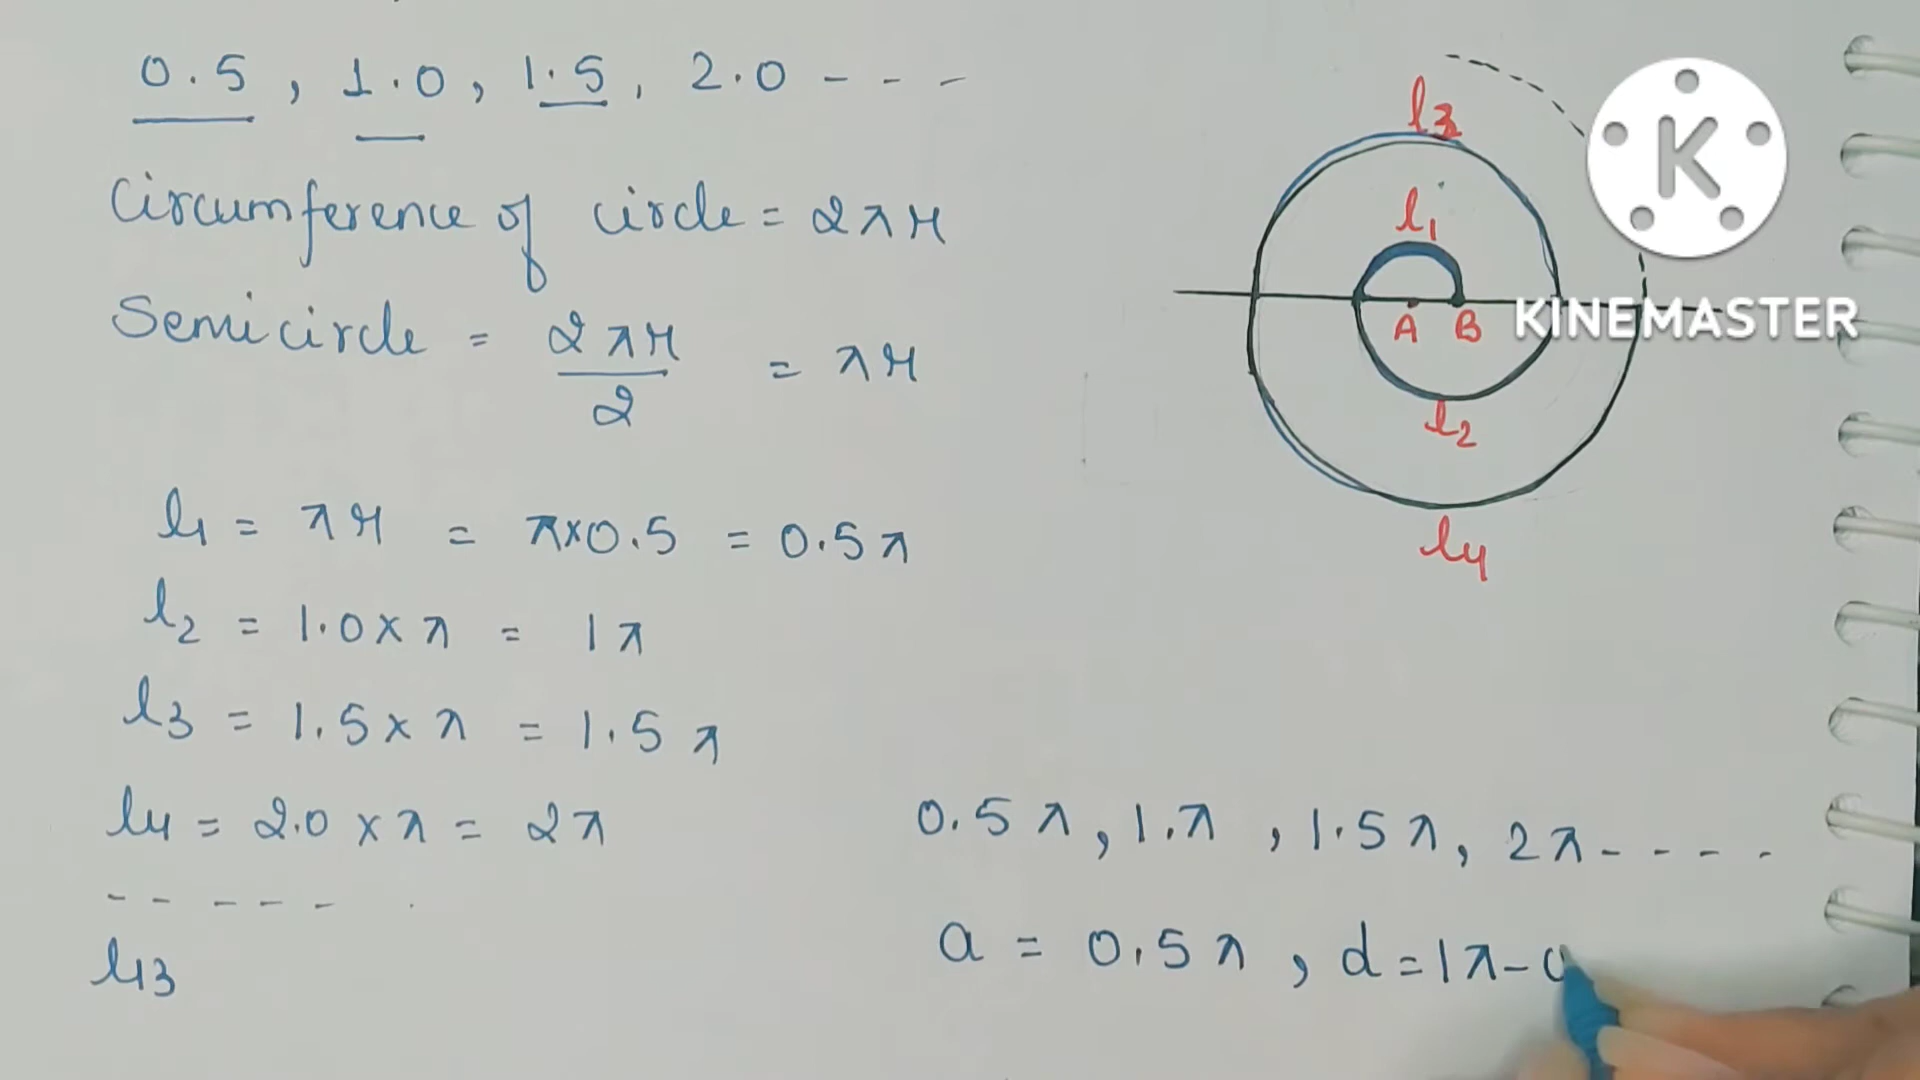 0.5, 1.0, 1.5, 2.0 - - -
Circumference of circle = 2πr
Semicircle = 2πr/2 = πr
l1 = πr = π×0.5 = 0.5π
l2 = 1.0×π = 1π
l3 = 1.5×π = 1.5π
l4 = 2.0×π = 2π
- - - - -
l13
l3
l1
A B
l2
l4
K
KINEMASTER
0.5π, 1.π, 1.5π, 2π - - - -
a = 0.5π, d = 1π - 0